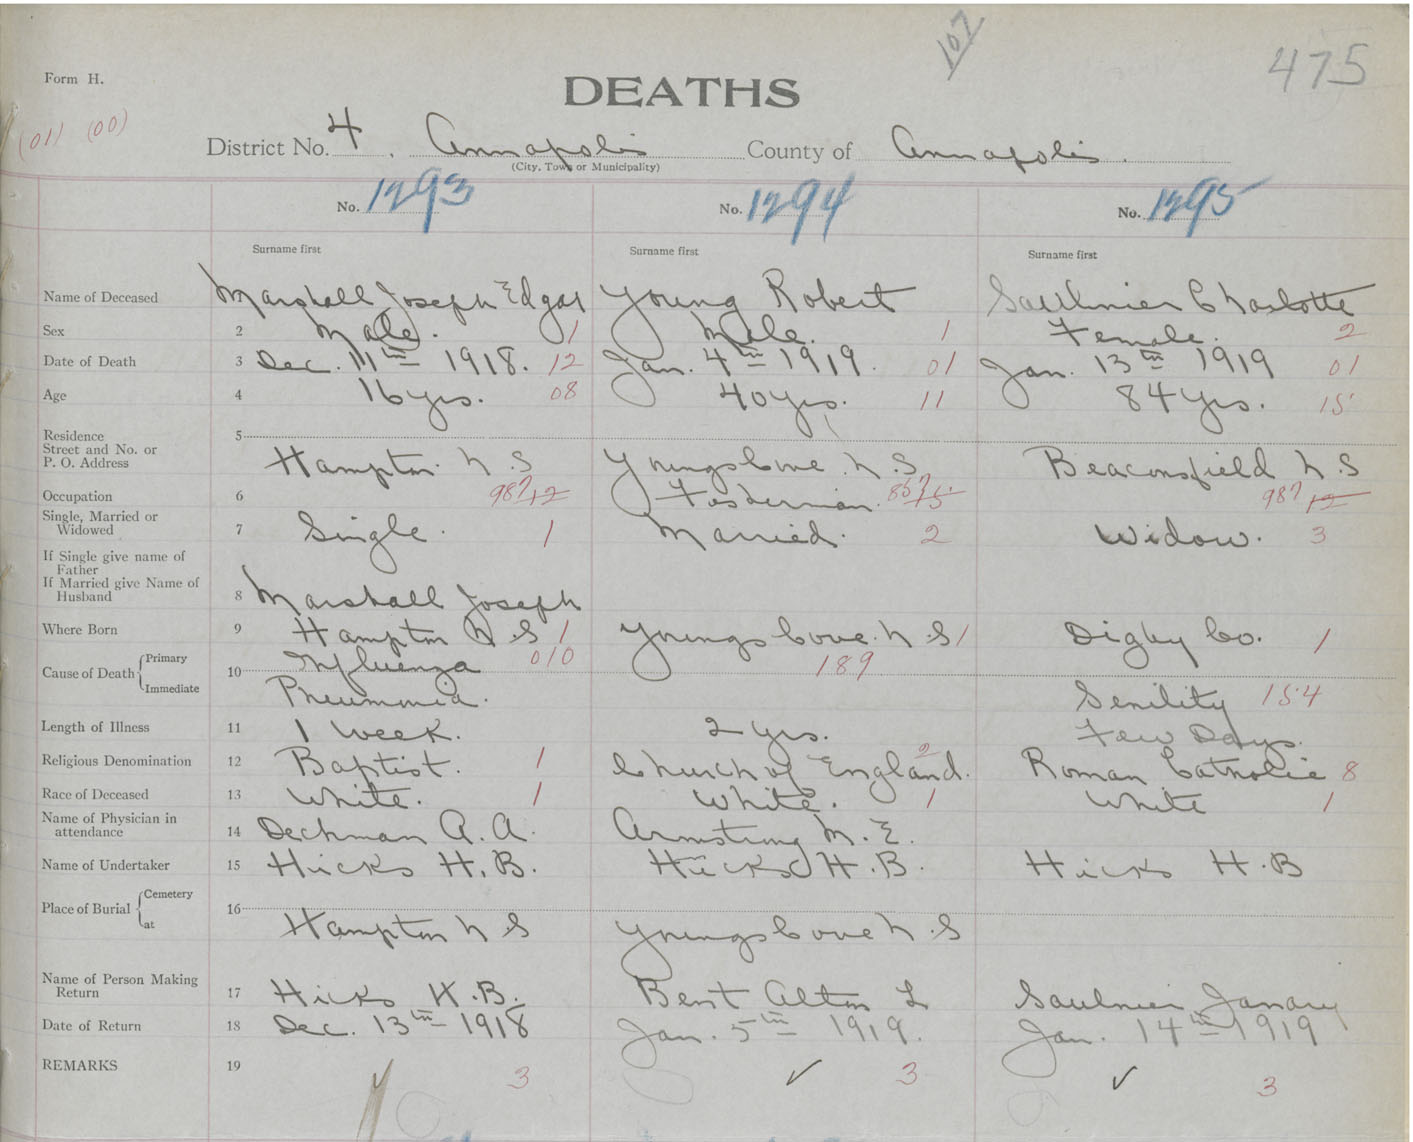 107
475
Form H.
DEATHS
(01) (00)
District No. 4. Annapolis County of Annapolis.
(City, Town or Municipality)
No. 1293 No. 1294 No. 1295
Surname first Surname first Surname first
Name of Deceased 1 Marshall Joseph Edgar Young Robert Saulnier Charlotte
Sex 2 Male. 1 Male. 1 Female. 2
Date of Death 3 Dec. 11th 1918. 12 Jan. 4th 1919. 01 Jan. 13th 1919 01
Age 4 16 yrs. 08 40 yrs. 11 84 yrs. 15
Residence 5
Street and No. or
P. O. Address Hampton. N.S Youngs Cove. N.S Beaconsfield N.S
Occupation 6 98? 12 Fisherman. 86? 15 98? 12
Single, Married or
Widowed 7 Single. 1 Married. 2 Widow. 3
If Single give name of
Father
If Married give Name of
Husband 8 Marshall Joseph
Where Born 9 Hampton N.S 1 Youngs Cove. N.S 1 Digby Co. 1
Cause of Death Primary 10 Influenza 010 189
Immediate Pneumonia. Senility 154
Length of Illness 11 1 week. 2 yrs. Few Days.
Religious Denomination 12 Baptist. 1 Church of England. 2 Roman Catholic 8
Race of Deceased 13 White. 1 White. 1 White 1
Name of Physician in
attendance 14 Deckman A. A. Armstrong M. E.
Name of Undertaker 15 Hicks H. B. Hicks H. B. Hicks H. B
Place of Burial Cemetery 16
at Hampton N S Youngs Cove N.S
Name of Person Making
Return 17 Hicks H. B. Bent Alton L Saulnier
Date of Return 18 Dec. 13th 1918 Jan. 5th 1919. Jan. 14th 1919
REMARKS 19 3 ✓ 3 ✓ 3